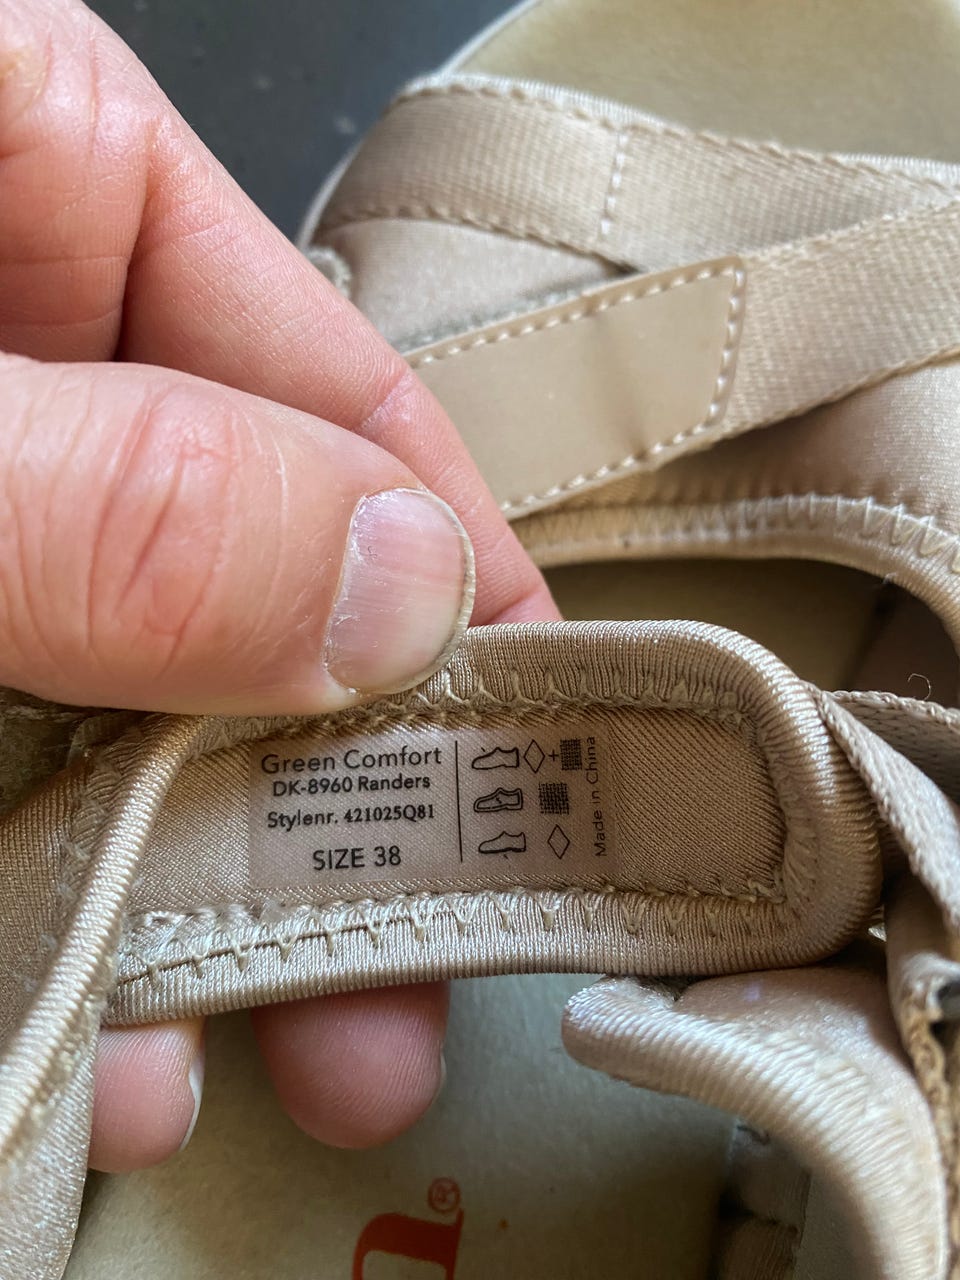 Green Comfort
DK-8960 Randers
Stylenr. 421025Q81
SIZE 38
Made in China
®